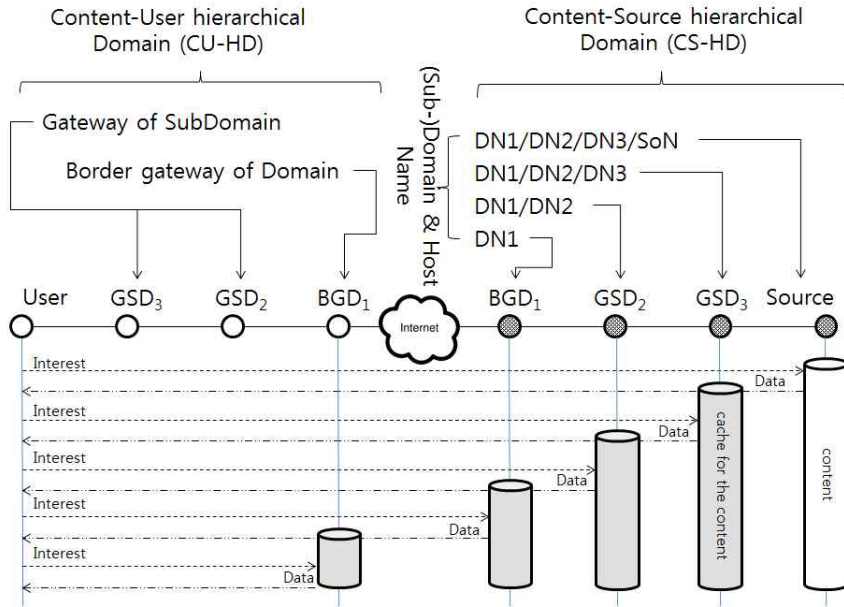 Content-User hierarchical
Domain (CU-HD)
Content-Source hierarchical
Domain (CS-HD)
Gateway of SubDomain
Border gateway of Domain
(Sub-)Domain & Host
Name
DN1/DN2/DN3/SoN
DN1/DN2/DN3
DN1/DN2
DN1
User
GSD3
GSD2
BGD1
Internet
BGD1
GSD2
GSD3
Source
Interest
Data
Interest
Data
Interest
Data
Interest
Data
Interest
Data
cache for the content
content